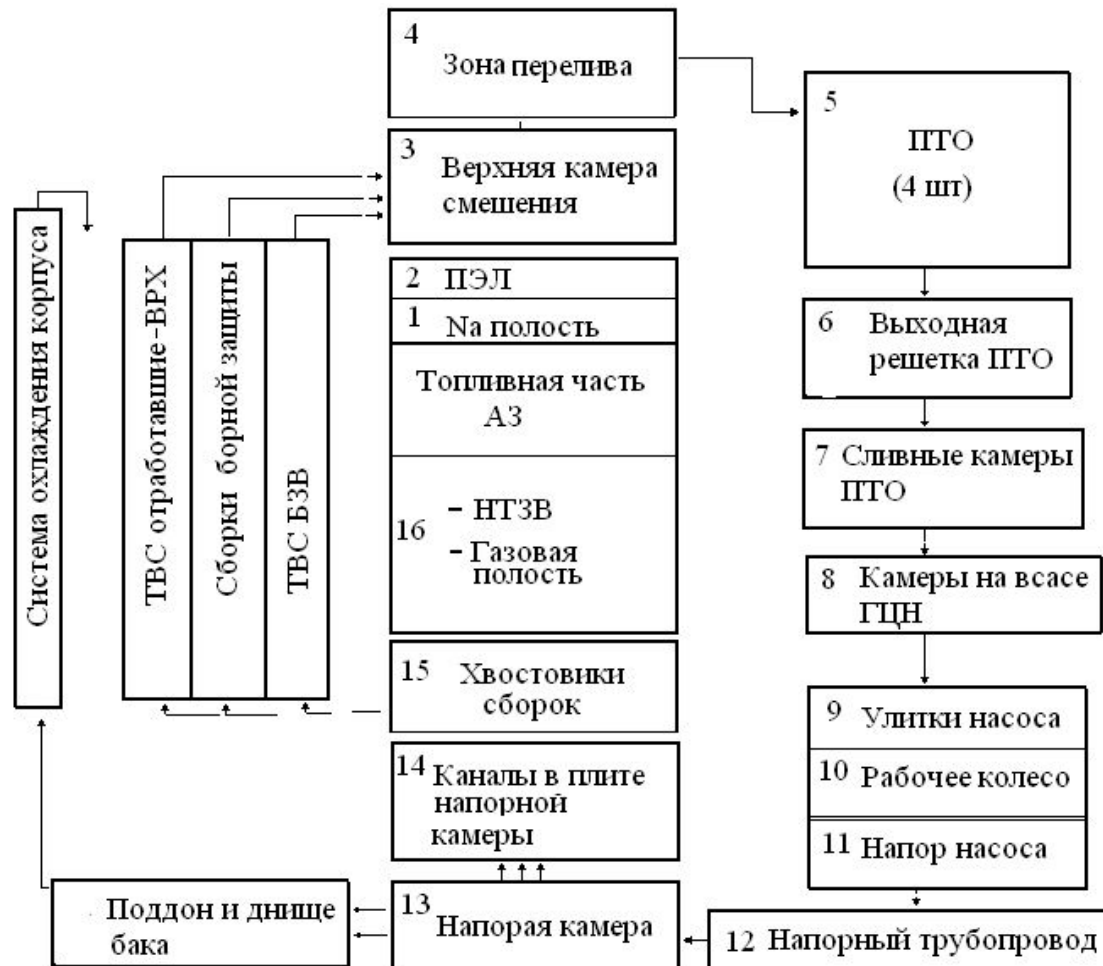 4
Зона перелива
3
Верхняя камера
смешения
2 ПЭЛ
1 Na полость
Топливная часть
АЗ
16
- НТЗВ
- Газовая
полость
15
Хвостовики
сборок
14 Каналы в плите
напорной
камеры
13
Напорая камера
Поддон и днище
бака
Система охлаждения корпуса
ТВС отработавшие-ВРХ
Сборки борной защиты
ТВС БЗВ
5
ПТО
(4 шт)
6 Выходная
решетка ПТО
7 Сливные камеры
ПТО
8 Камеры на всасе
ГЦН
9 Улитки насоса
10 Рабочее колесо
11 Напор насоса
12 Напорный трубопровод